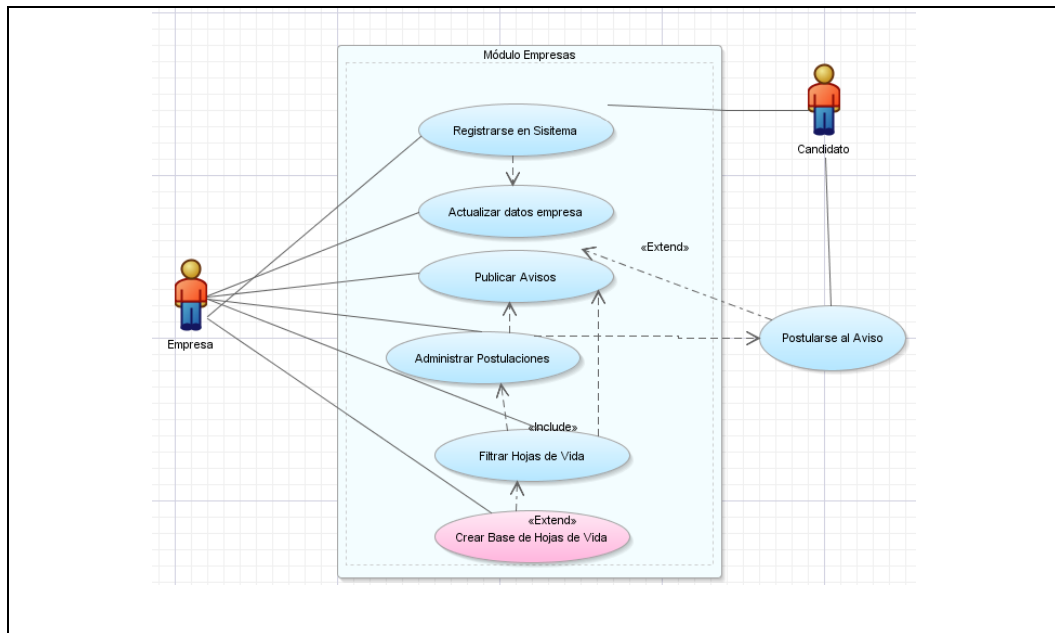 Módulo Empresas
Registrarse en Sisitema
Candidato
Actualizar datos empresa
«Extend»
Publicar Avisos
Empresa
Postularse al Aviso
Administrar Postulaciones
«Include»
Filtrar Hojas de Vida
«Extend»
Crear Base de Hojas de Vida